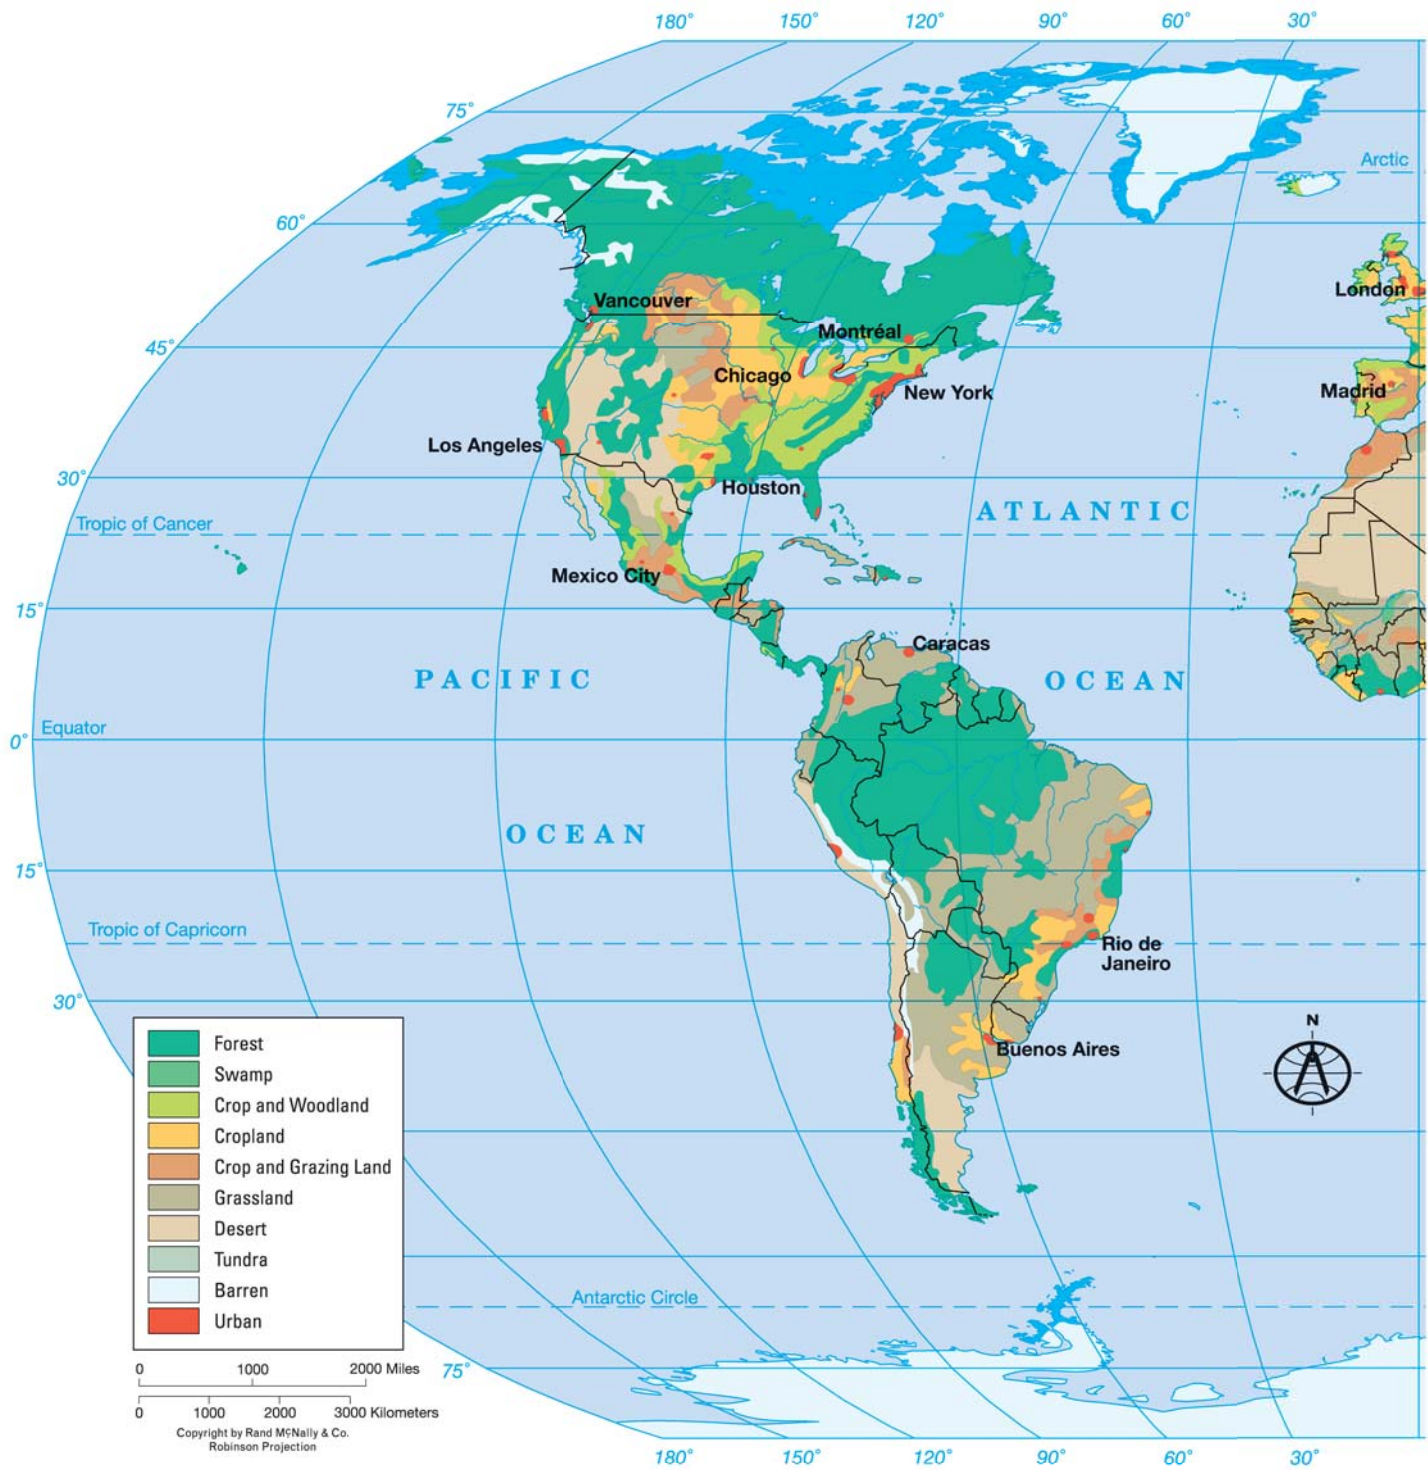 180° 150° 120° 90° 60° 30°
75°
Arctic
60°
London
Vancouver
Montréal
45°
Chicago
Madrid
New York
Los Angeles
30°
Houston
ATLANTIC
Tropic of Cancer
Mexico City
15°
Caracas
PACIFIC
OCEAN
Equator
0°
OCEAN
15°
Tropic of Capricorn
Rio de
Janeiro
30°
N
Buenos Aires
Forest
Swamp
Crop and Woodland
Cropland
Crop and Grazing Land
Grassland
Desert
Tundra
Barren
Urban
Antarctic Circle
0 1000 2000 Miles
75°
0 1000 2000 3000 Kilometers
Copyright by Rand McNally & Co.
Robinson Projection
180° 150° 120° 90° 60° 30°